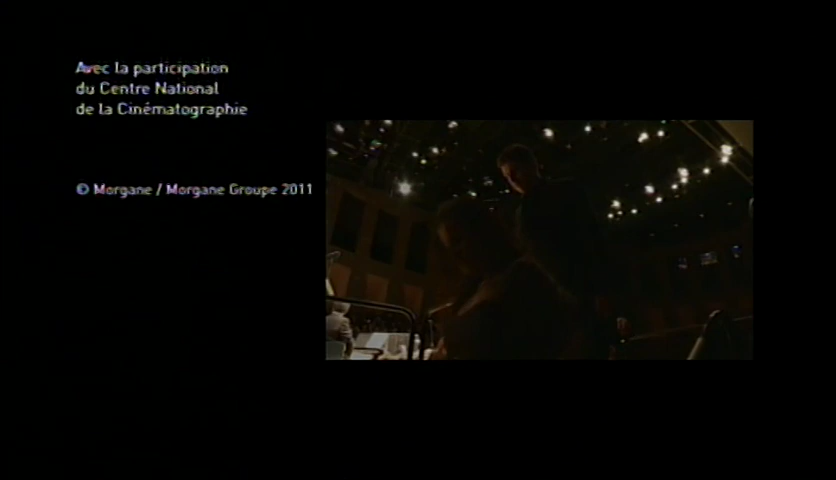 Avec la participation
du Centre National
de la Cinématographie
© Morgane / Morgane Groupe 2011